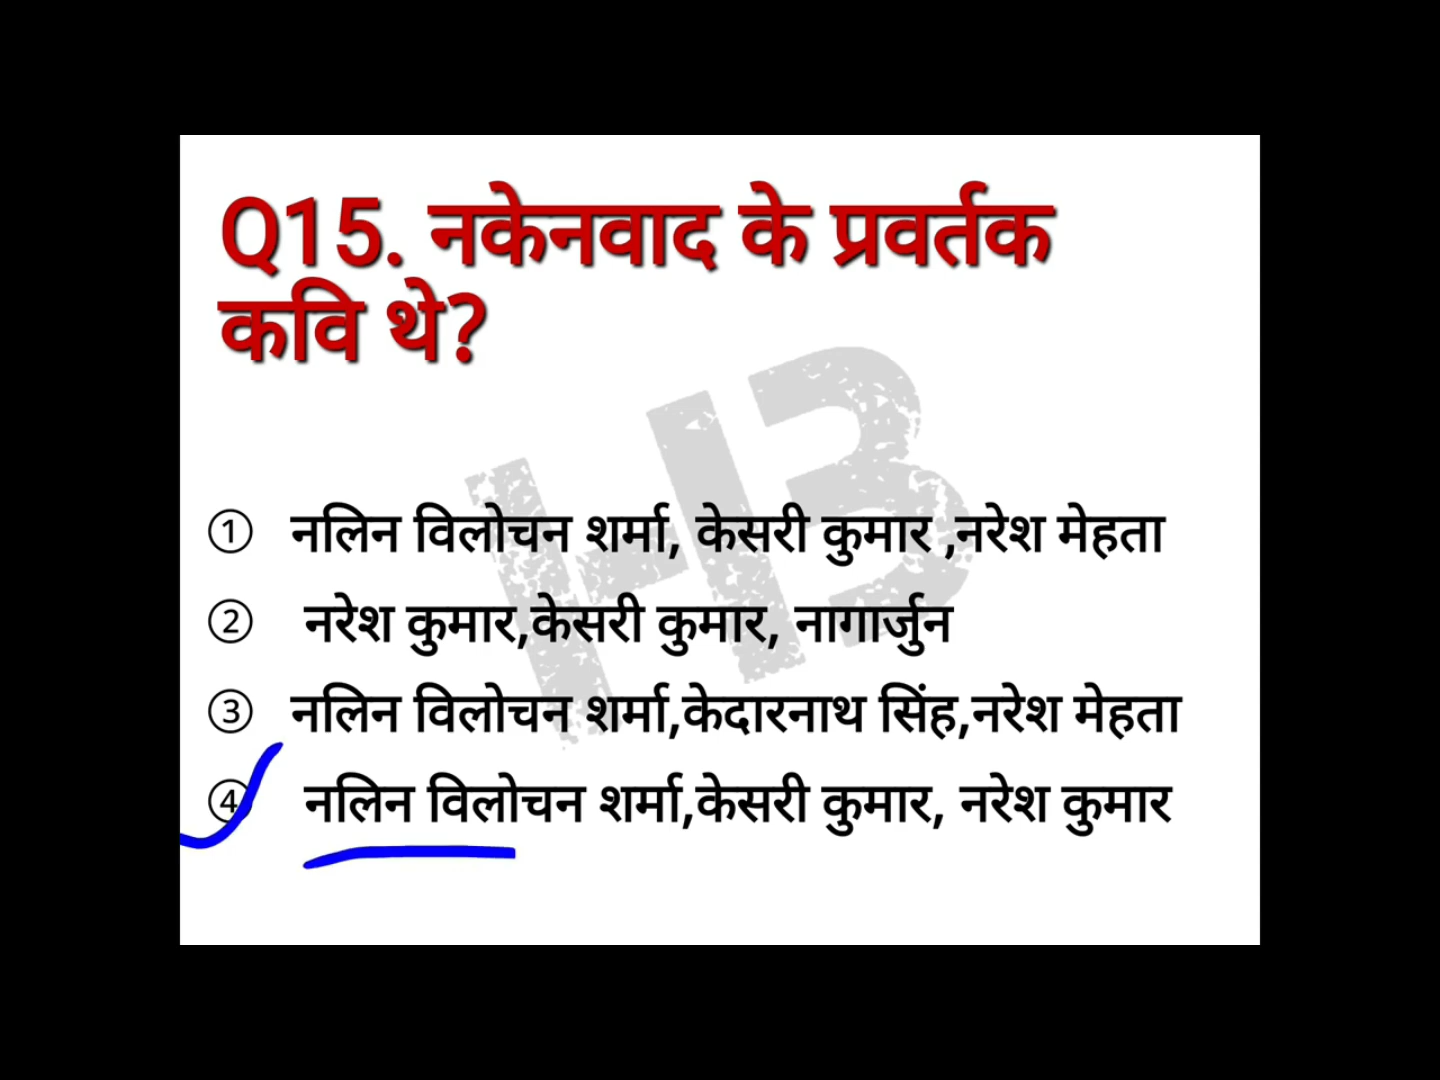 Q15. नकेनवाद के प्रवर्तक
कवि थे?
HB
① नलिन विलोचन शर्मा, केसरी कुमार ,नरेश मेहता
② नरेश कुमार,केसरी कुमार, नागार्जुन
③ नलिन विलोचन शर्मा,केदारनाथ सिंह,नरेश मेहता
④ नलिन विलोचन शर्मा,केसरी कुमार, नरेश कुमार